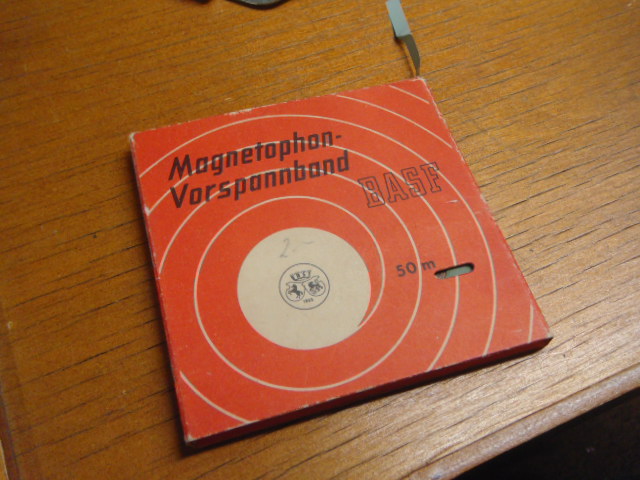 Magnetophon-
Vorspannband
BASF
2.-
50 m